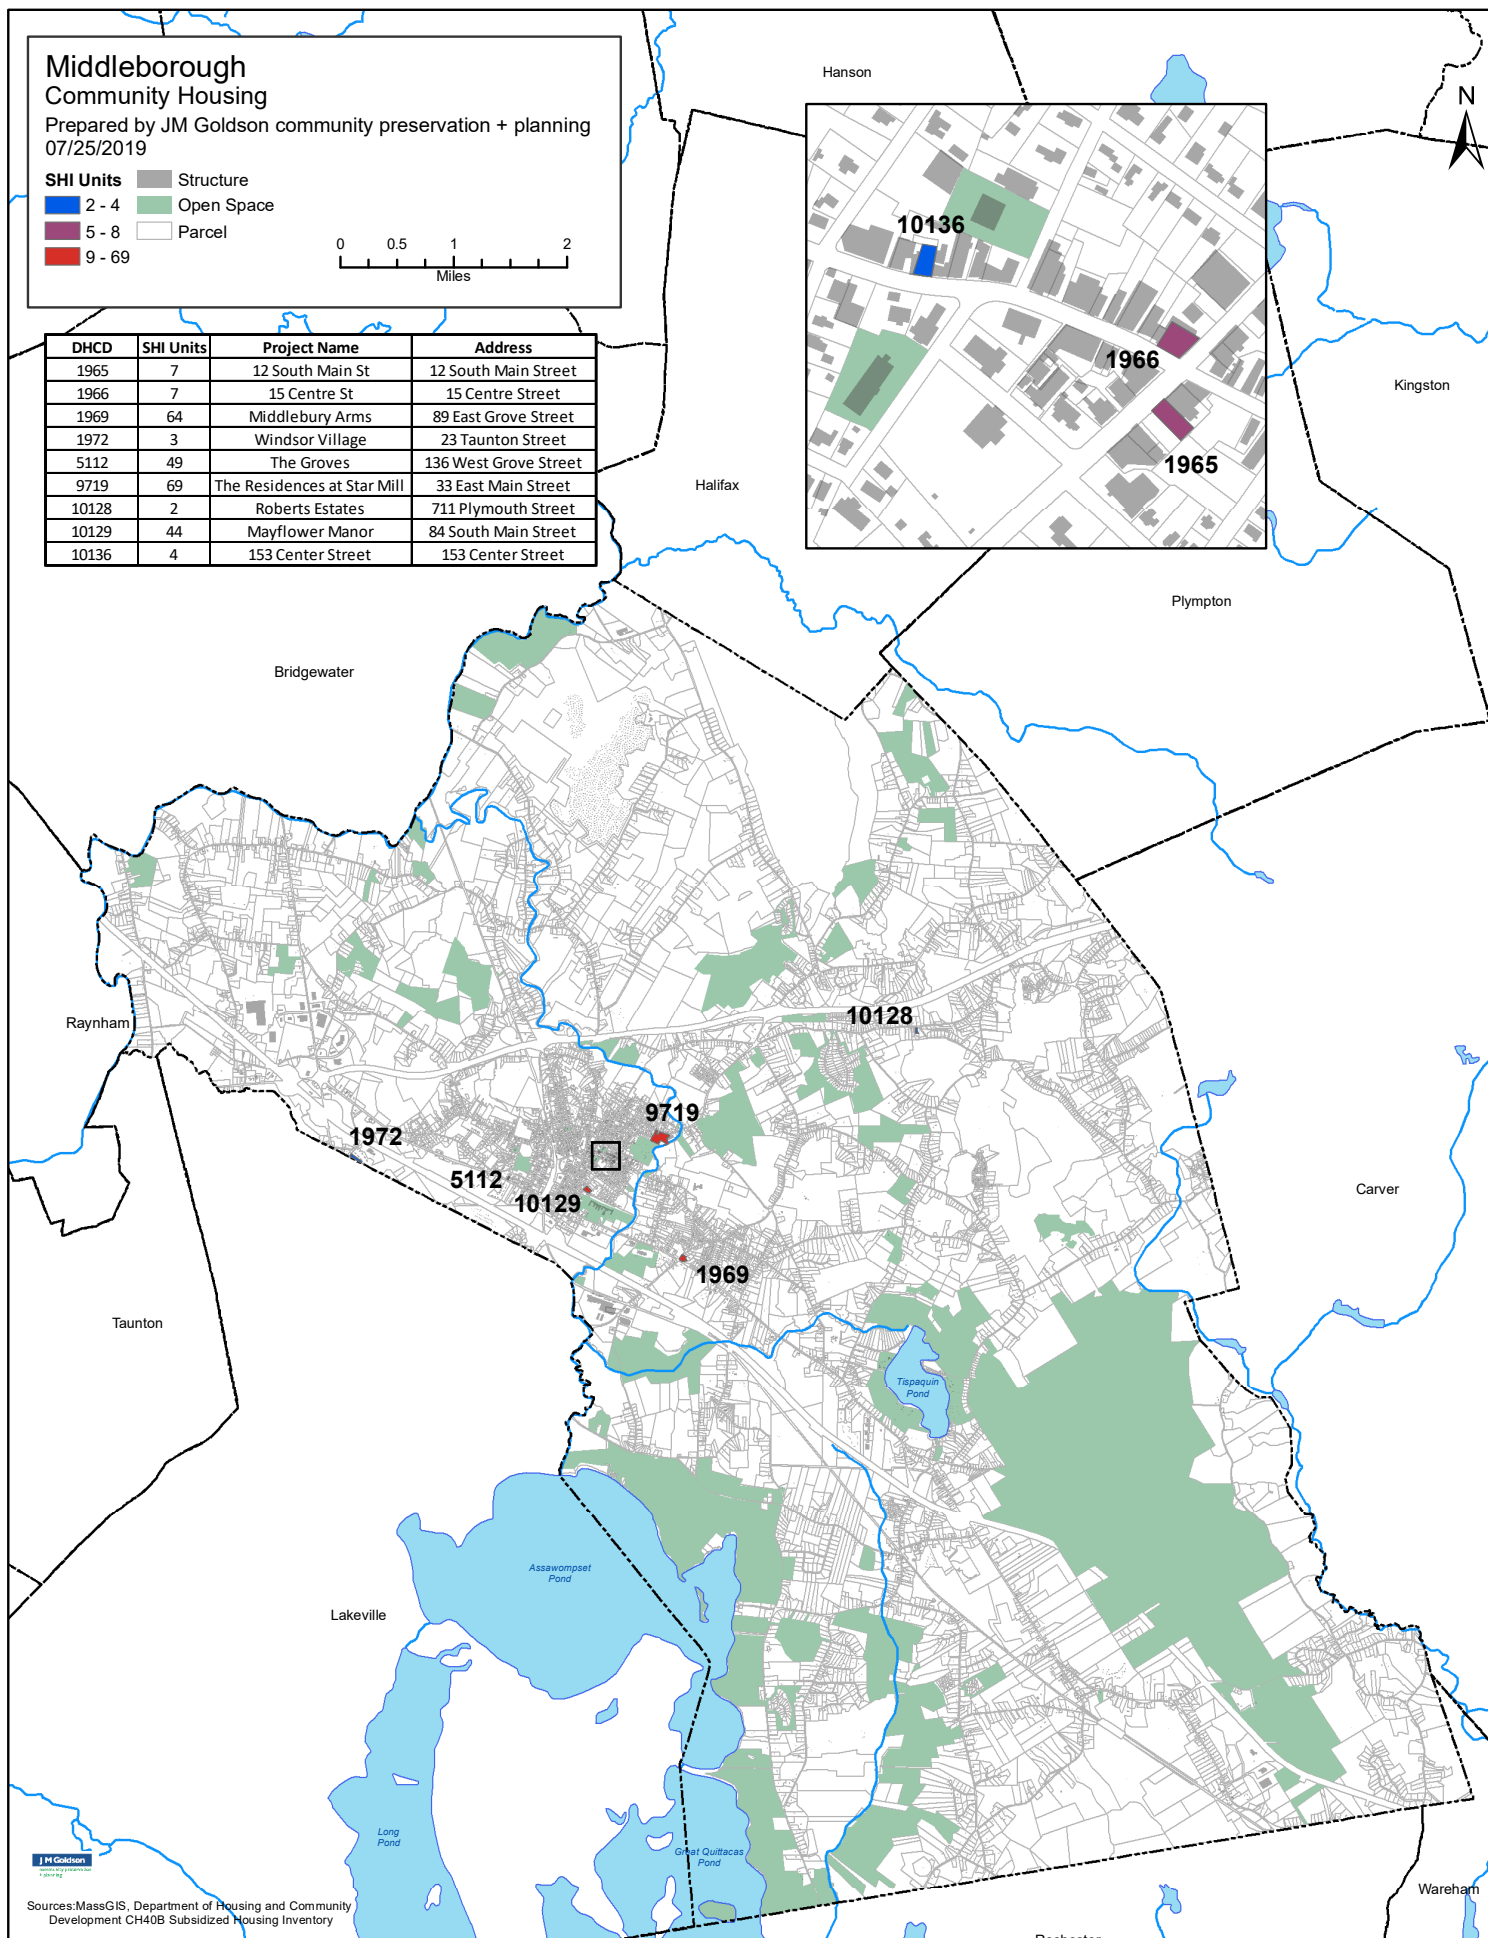 Middleborough
Community Housing
Prepared by JM Goldson community preservation + planning
07/25/2019
SHI Units
2 - 4
5 - 8
9 - 69
Structure
Open Space
Parcel
0 0.5 1 2
Miles
N
DHCD SHI Units Project Name Address
1965 7 12 South Main St 12 South Main Street
1966 7 15 Centre St 15 Centre Street
1969 64 Middlebury Arms 89 East Grove Street
1972 3 Windsor Village 23 Taunton Street
5112 49 The Groves 136 West Grove Street
9719 69 The Residences at Star Mill 33 East Main Street
10128 2 Roberts Estates 711 Plymouth Street
10129 44 Mayflower Manor 84 South Main Street
10136 4 153 Center Street 153 Center Street
10136
1966
1965
Hanson
Kingston
Halifax
Plympton
Bridgewater
Raynham
10128
9719
1972
5112
10129
1969
Carver
Taunton
Tispaquin
Pond
Assawompset
Pond
Lakeville
Long
Pond
Great Quittacas
Pond
Wareham
Rochester
J M Goldson
community preservation
+ planning
Sources:MassGIS, Department of Housing and Community
Development CH40B Subsidized Housing Inventory